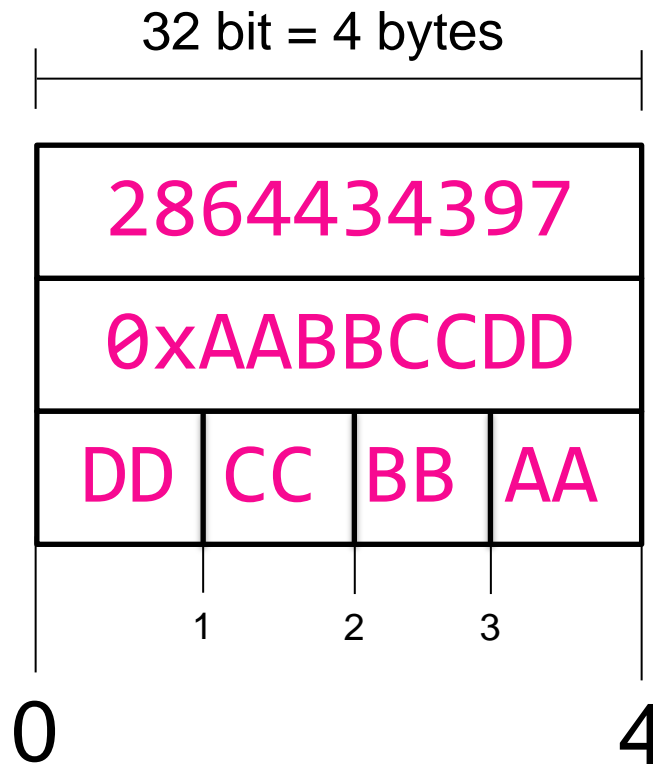 32 bit = 4 bytes
2864434397
0xAABBCCDD
DD CC BB AA
1 2 3
0 4